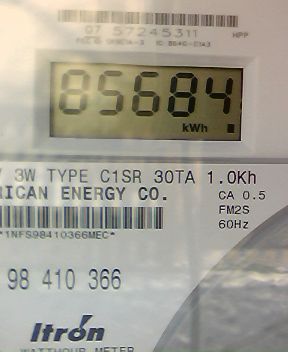 07 57245311 HPP
85684
kWh
3W TYPE C1SR 30TA 1.0Kh
RICAN ENERGY CO.
CA 0.5
FM2S
60Hz
*1NFS98410366MEC*
98 410 366
Itron
WATTHOUR METER